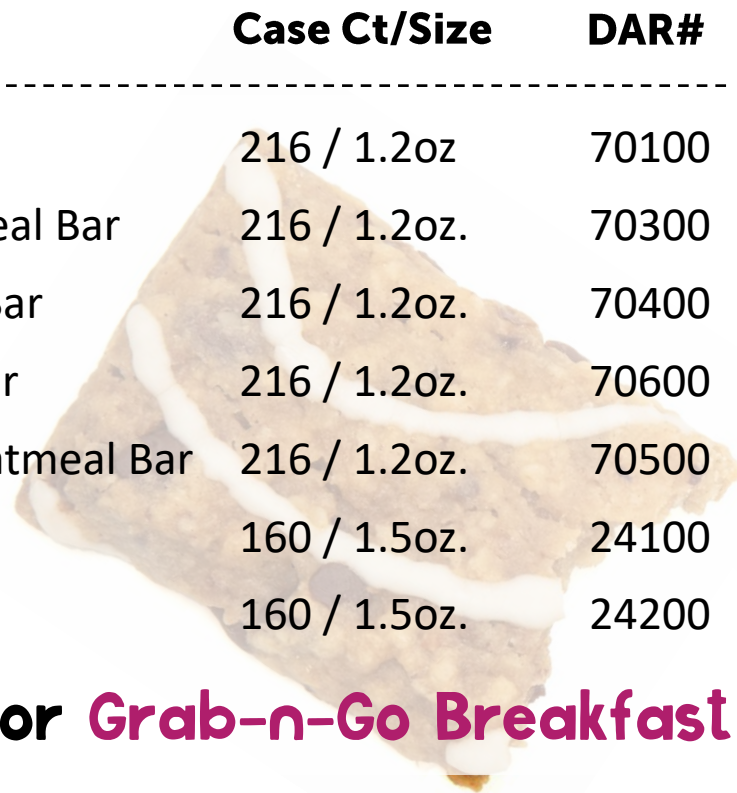 Case Ct/Size DAR#
216 / 1.2oz 70100
eal Bar 216 / 1.2oz. 70300
Bar 216 / 1.2oz. 70400
r 216 / 1.2oz. 70600
atmeal Bar 216 / 1.2oz. 70500
160 / 1.5oz. 24100
160 / 1.5oz. 24200
or Grab-n-Go Breakfast